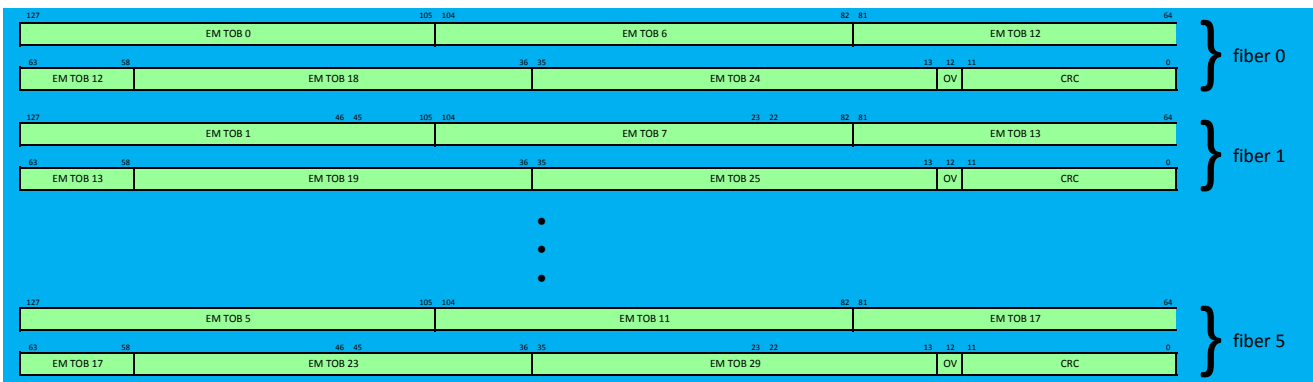 127 105 104 82 81 64
EM TOB 0 EM TOB 6 EM TOB 12
63 58 36 35 13 12 11 0
EM TOB 12 EM TOB 18 EM TOB 24 OV CRC
} fiber 0
127 46 45 105 104 23 22 82 81 64
EM TOB 1 EM TOB 7 EM TOB 13
63 58 36 35 13 12 11 0
EM TOB 13 EM TOB 19 EM TOB 25 OV CRC
} fiber 1
•
•
•
127 105 104 82 81 64
EM TOB 5 EM TOB 11 EM TOB 17
63 58 46 45 36 35 23 22 13 12 11 0
EM TOB 17 EM TOB 23 EM TOB 29 OV CRC
} fiber 5